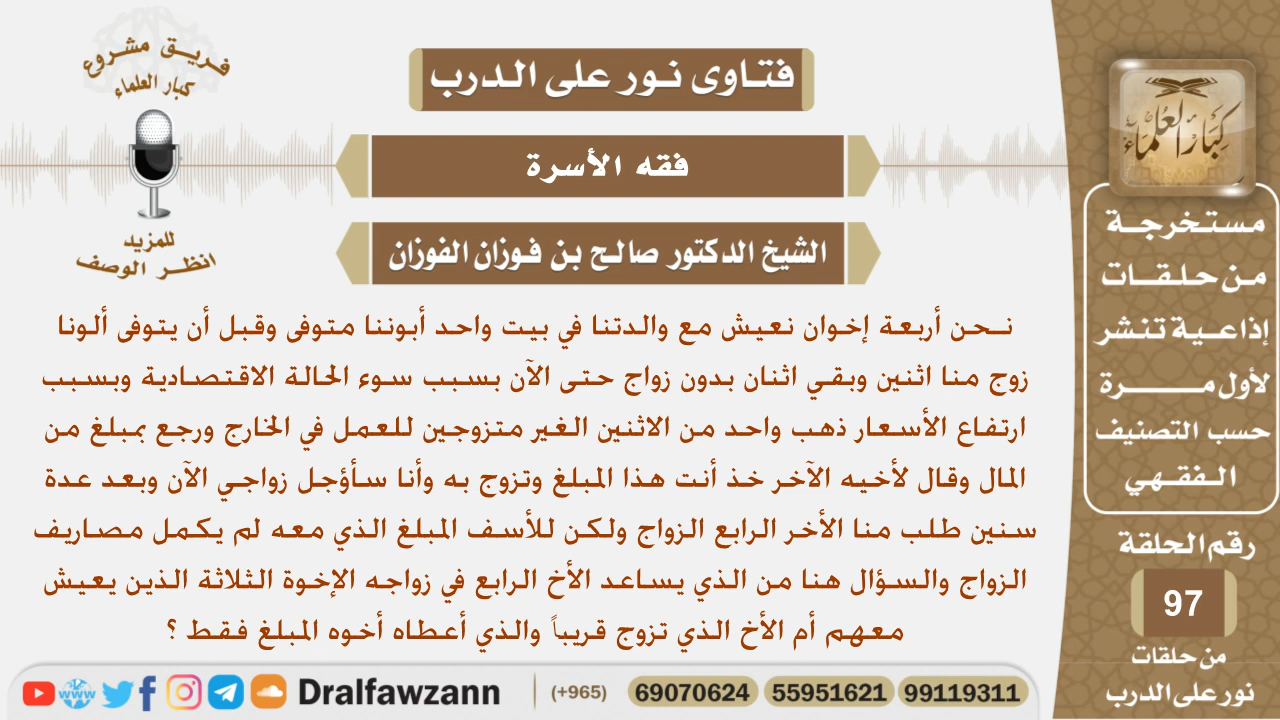 فريق مشروع
كبار العلماء
فتاوى نور على الدرب
فقه الأسرة
الشيخ الدكتور صالح بن فوزان الفوزان
للمزيد
انظر الوصف
نحن أربعة إخوان نعيش مع والدتنا في بيت واحد أبوننا متوفى وقبل أن يتوفى ألونا
زوج منا اثنين وبقي اثنان بدون زواج حتى الآن بسبب سوء الحالة الاقتصادية وبسبب
ارتفاع الأسعار ذهب واحد من الاثنين الغير متزوجين للعمل في الخارج ورجع بمبلغ من
المال وقال لأخيه الآخر خذ أنت هذا المبلغ وتزوج به وأنا سأؤجل زواجي الآن وبعد عدة
سنين طلب منا الأخر الرابع الزواج ولكن للأسف المبلغ الذي معه لم يكمل مصاريف
الزواج والسؤال هنا من الذي يساعد الأخ الرابع في زواجه الإخوة الثلاثة الذين يعيش
معهم أم الأخ الذي تزوج قريباً والذي أعطاه أخوه المبلغ فقط ؟
كبار العلماء
مستخرجة
من حلقات
إذاعية تنشر
لأول مرة
حسب التصنيف
الفقهي
رقم الحلقة
97
من حلقات
نور على الدرب
www
Dralfawzann
(+965)
69070624
55951621
99119311